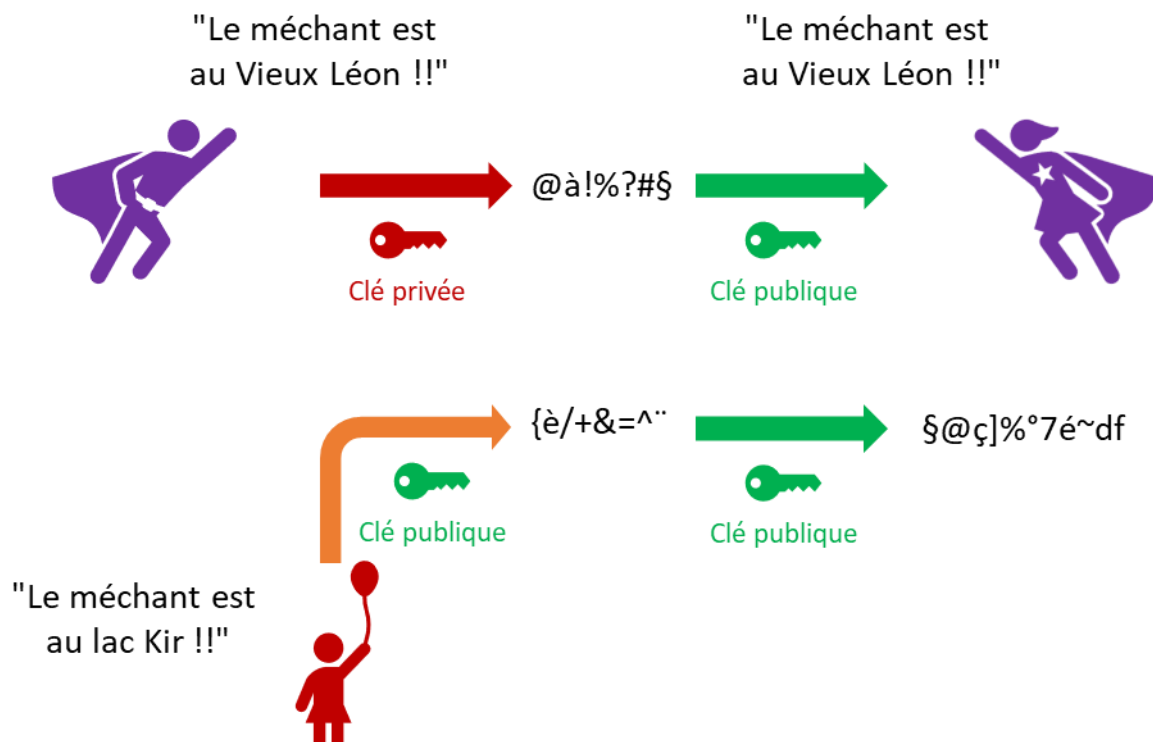 "Le méchant est
au Vieux Léon !!"
"Le méchant est
au Vieux Léon !!"
@à!%?#§
Clé privée
Clé publique
{è/+&=^¨
§@ç]%°7é~df
Clé publique
Clé publique
"Le méchant est
au lac Kir !!"